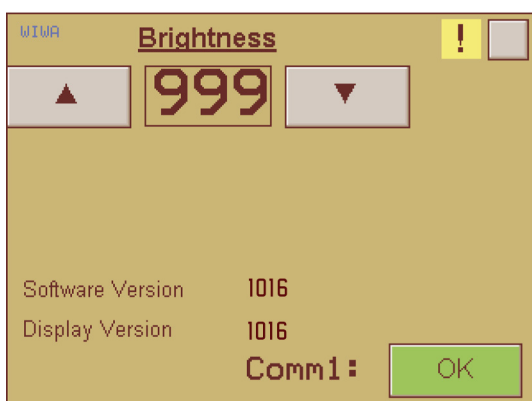 WIWA
Brightness
!
▲ 999 ▼
Software Version 1016
Display Version 1016
Comm1:
OK